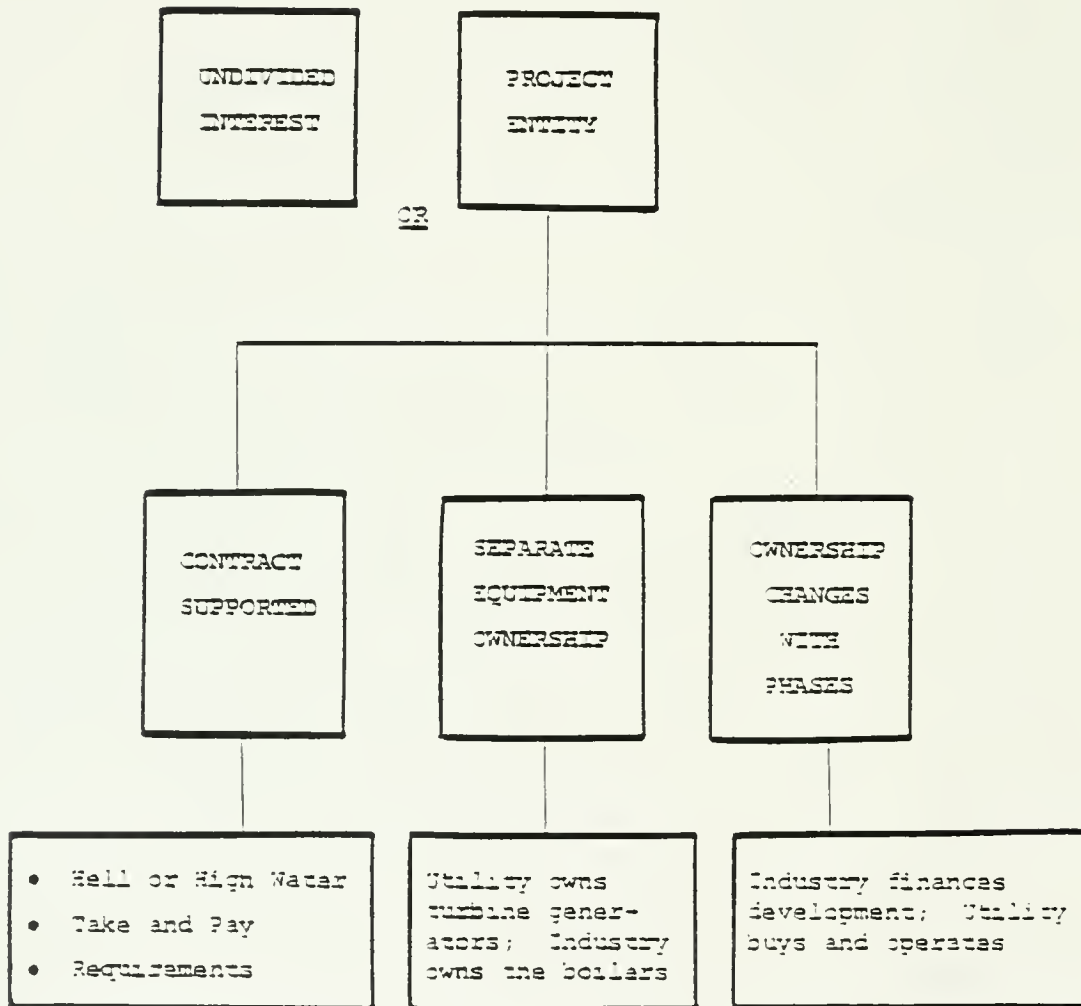 UNDIVIDED
INTEREST
PROJECT
ENTITY
OR
CONTRACT
SUPPORTED
SEPARATE
EQUIPMENT
OWNERSHIP
OWNERSHIP
CHANGES
WITH
PHASES
• Hell or High Water
• Take and Pay
• Requirements
Utility owns
turbine gener-
ators; Industry
owns the boilers
Industry finances
development; Utility
buys and operates